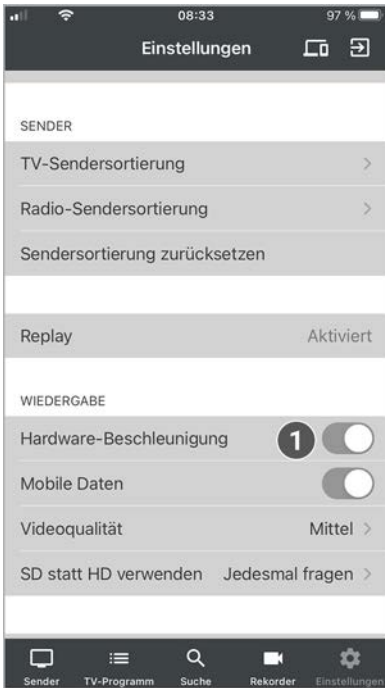 08:33
97 %
Einstellungen
SENDER
TV-Sendersortierung
Radio-Sendersortierung
Sendersortierung zurücksetzen
Replay Aktiviert
WIEDERGABE
Hardware-Beschleunigung 1
Mobile Daten
Videoqualität Mittel
SD statt HD verwenden Jedesmal fragen
Sender TV-Programm Suche Rekorder Einstellungen